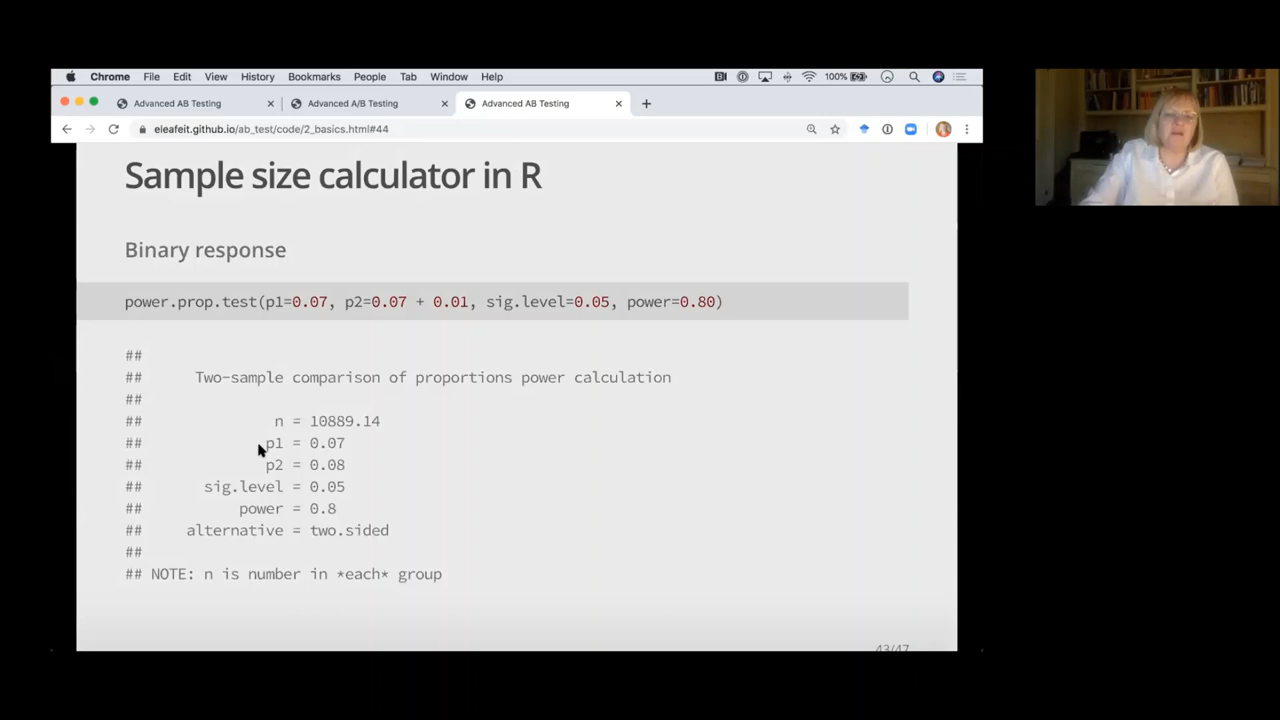 Chrome File Edit View History Bookmarks People Tab Window Help 100%
Advanced AB Testing Advanced A/B Testing Advanced AB Testing
eleafeit.github.io/ab_test/code/2_basics.html#44
Sample size calculator in R
Binary response
power.prop.test(p1=0.07, p2=0.07 + 0.01, sig.level=0.05, power=0.80)
##
## Two-sample comparison of proportions power calculation
##
## n = 10889.14
## p1 = 0.07
## p2 = 0.08
## sig.level = 0.05
## power = 0.8
## alternative = two.sided
##
## NOTE: n is number in *each* group
43/47